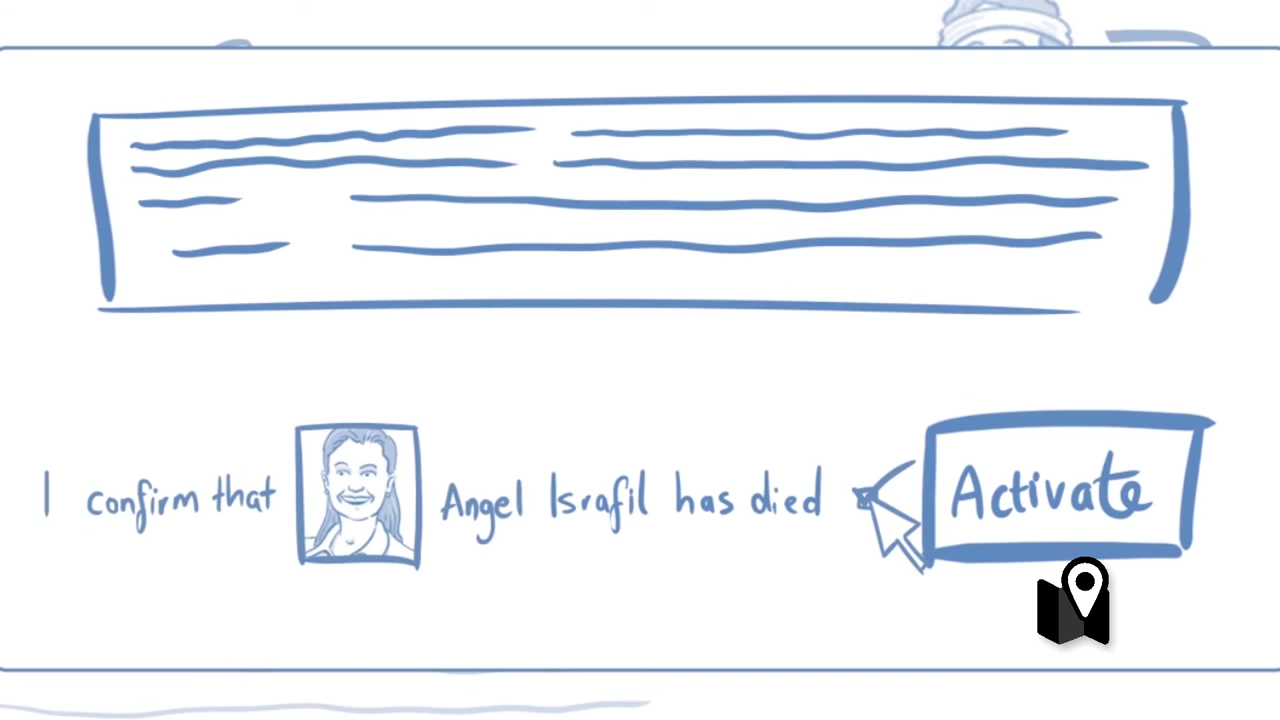 I confirm that Angel Israfil has died Activate